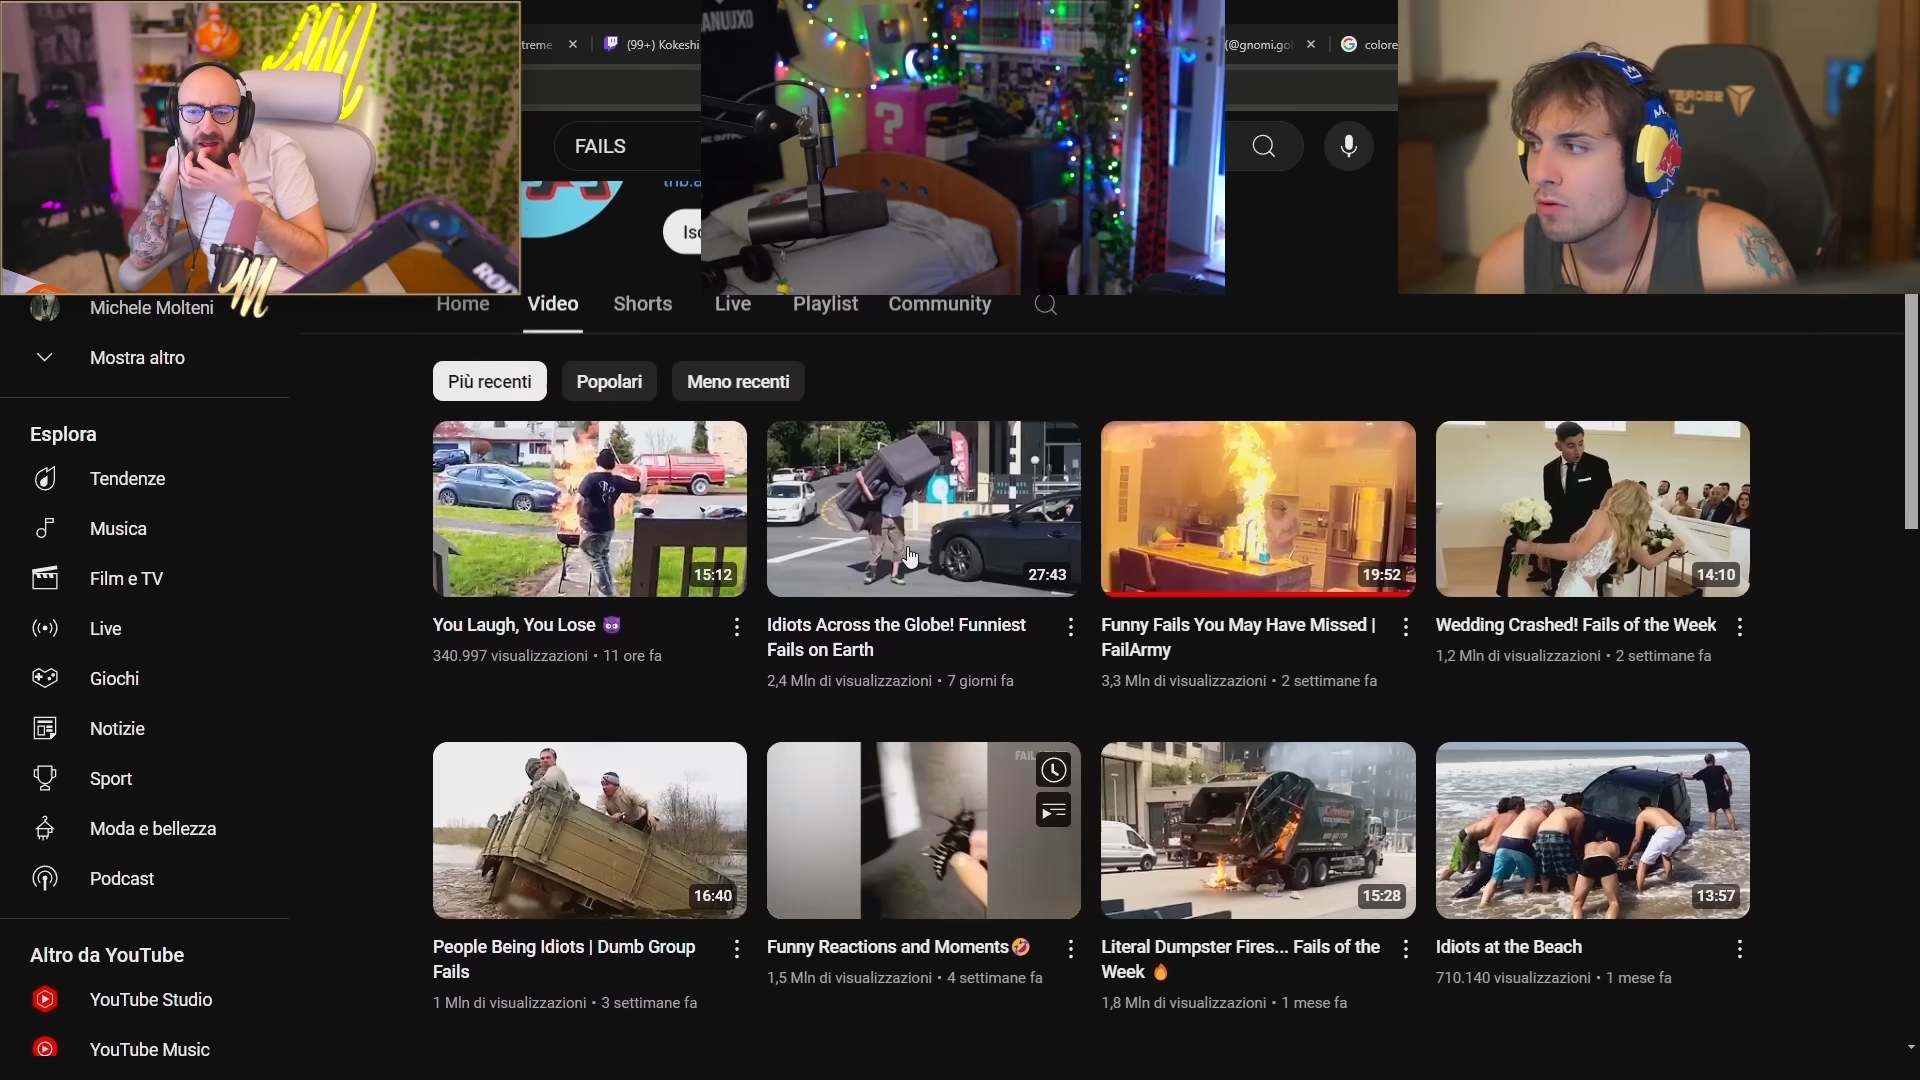 treme
(99+) Kokeshi
(@gnomi.go
colore
ANUUXO
FAILS
Isc
Michele Molteni
Mostra altro
Home
Video
Shorts
Live
Playlist
Community
Più recenti
Popolari
Meno recenti
Esplora
Tendenze
Musica
Film e TV
Live
Giochi
Notizie
Sport
Moda e bellezza
Podcast
Altro da YouTube
YouTube Studio
YouTube Music
15:12
You Laugh, You Lose 😈
340.997 visualizzazioni • 11 ore fa
27:43
Idiots Across the Globe! Funniest
Fails on Earth
2,4 Mln di visualizzazioni • 7 giorni fa
19:52
Funny Fails You May Have Missed |
FailArmy
3,3 Mln di visualizzazioni • 2 settimane fa
14:10
Wedding Crashed! Fails of the Week
1,2 Mln di visualizzazioni • 2 settimane fa
16:40
People Being Idiots | Dumb Group
Fails
1 Mln di visualizzazioni • 3 settimane fa
FAIL
Funny Reactions and Moments🤣
1,5 Mln di visualizzazioni • 4 settimane fa
15:28
Literal Dumpster Fires... Fails of the
Week 🔥
1,8 Mln di visualizzazioni • 1 mese fa
13:57
Idiots at the Beach
710.140 visualizzazioni • 1 mese fa